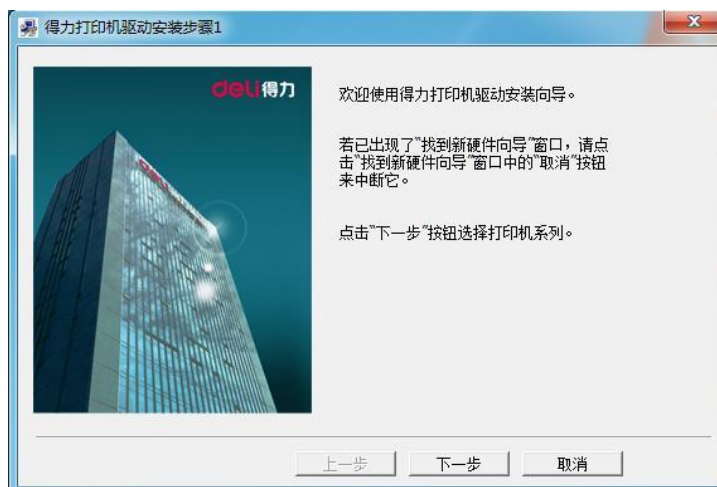 得力打印机驱动安装步骤1
deli得力
欢迎使用得力打印机驱动安装向导。
若已出现了"找到新硬件向导"窗口，请点
击"找到新硬件向导"窗口中的"取消"按钮
来中断它。
点击"下一步"按钮选择打印机系列。
上一步
下一步
取消